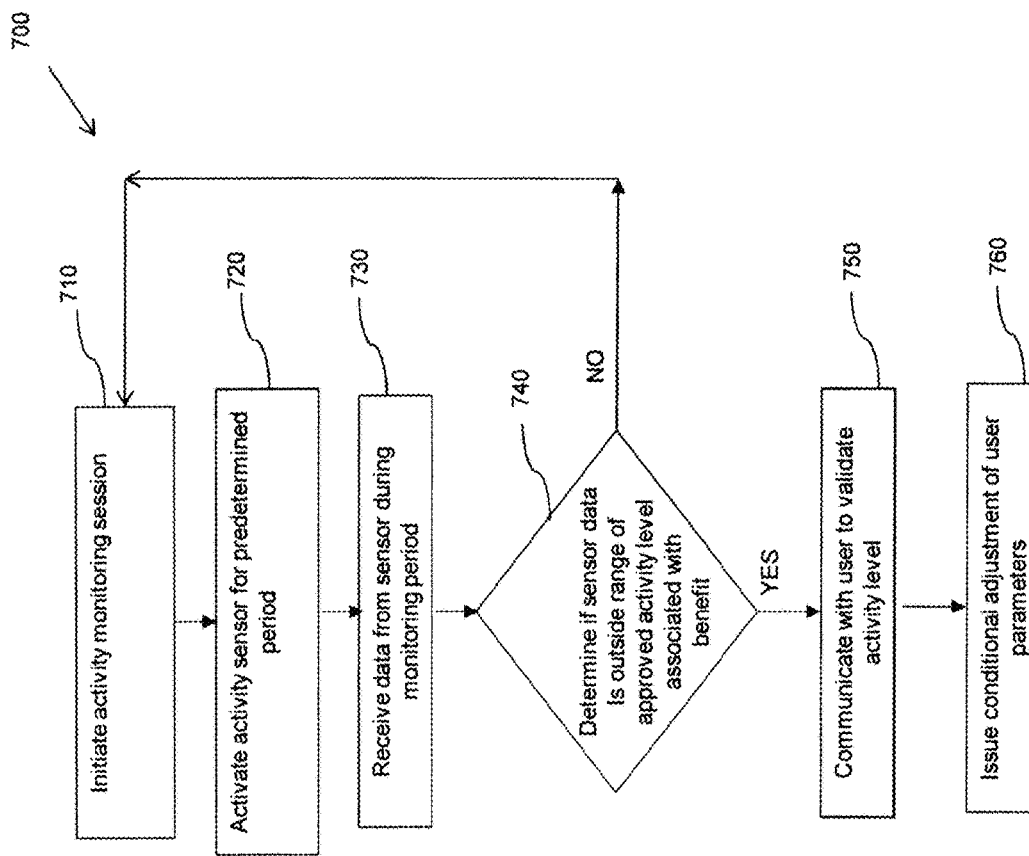 700
710
Initiate activity monitoring session
720
Activate activity sensor for predetermined
period
730
Receive data from sensor during
monitoring period
740
Determine if sensor data
Is outside range of
approved activity level
associated with
benefit
NO
YES
750
Communicate with user to validate
activity level
760
Issue conditional adjustment of user
parameters